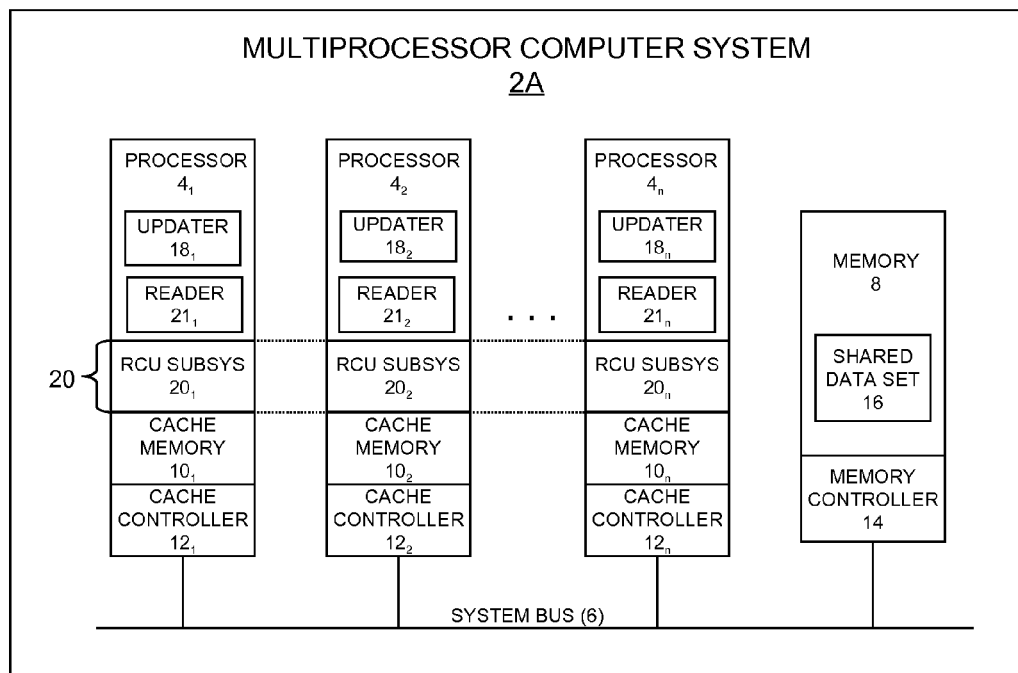 MULTIPROCESSOR COMPUTER SYSTEM
2A
PROCESSOR
4₁
UPDATER
18₁
READER
21₁
RCU SUBSYS
20₁
CACHE
MEMORY
10₁
CACHE
CONTROLLER
12₁
PROCESSOR
4₂
UPDATER
18₂
READER
21₂
RCU SUBSYS
20₂
CACHE
MEMORY
10₂
CACHE
CONTROLLER
12₂
. . .
PROCESSOR
4ₙ
UPDATER
18ₙ
READER
21ₙ
RCU SUBSYS
20ₙ
CACHE
MEMORY
10ₙ
CACHE
CONTROLLER
12ₙ
MEMORY
8
SHARED
DATA SET
16
MEMORY
CONTROLLER
14
20
SYSTEM BUS (6)